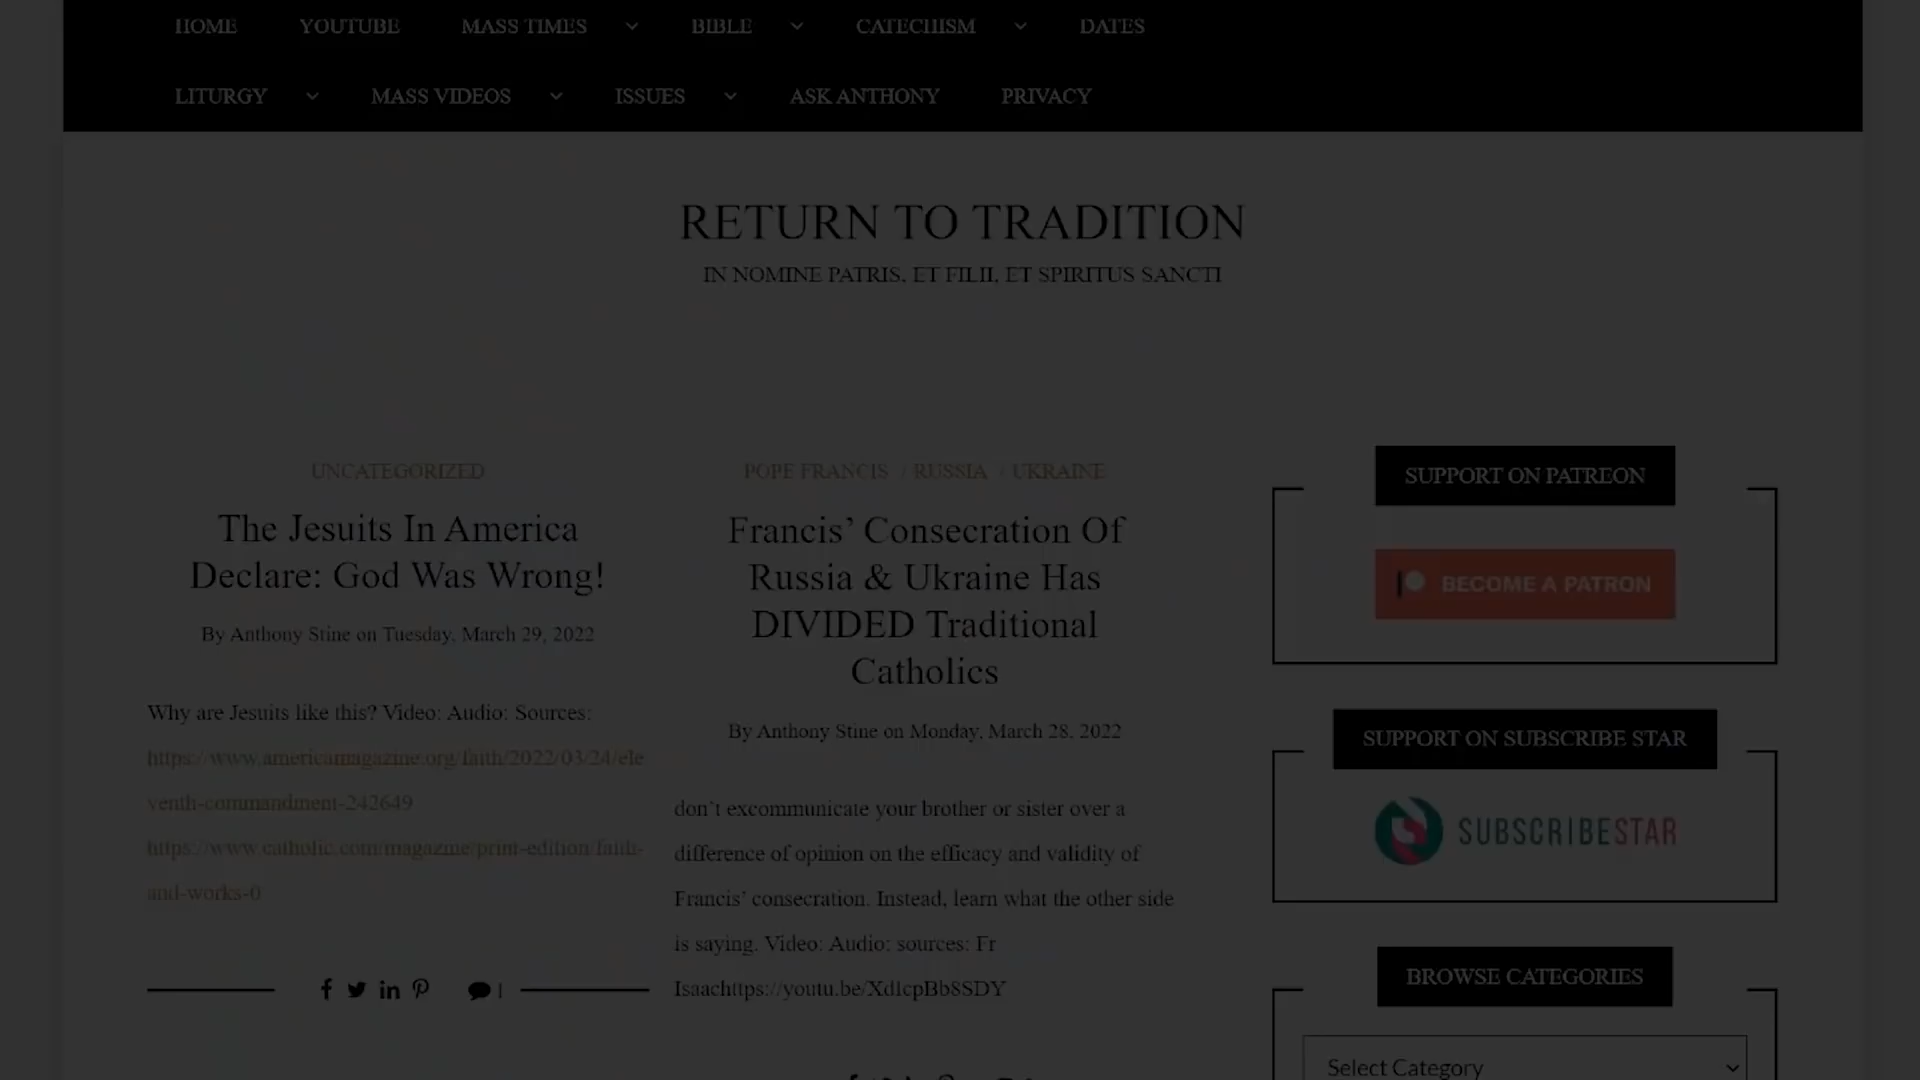 HOME YOUTUBE MASS TIMES BIBLE CATECHISM DATES
LITURGY MASS VIDEOS ISSUES ASK ANTHONY PRIVACY
RETURN TO TRADITION
IN NOMINE PATRIS, ET FILII, ET SPIRITUS SANCTI
UNCATEGORIZED
The Jesuits In America
Declare: God Was Wrong!
By Anthony Stine on Tuesday, March 29, 2022
Why are Jesuits like this? Video: Audio: Sources:
https://www.americamagazine.org/faith/2022/03/24/ele
venth-commandment-242649
https://www.catholic.com/magazine/print-edition/faith-
and-works-0
1
POPE FRANCIS / RUSSIA / UKRAINE
Francis’ Consecration Of
Russia & Ukraine Has
DIVIDED Traditional
Catholics
By Anthony Stine on Monday, March 28, 2022
don’t excommunicate your brother or sister over a
difference of opinion on the efficacy and validity of
Francis’ consecration. Instead, learn what the other side
is saying. Video: Audio: sources: Fr
Isaachttps://youtu.be/XdIcpBb8SDY
SUPPORT ON PATREON
BECOME A PATRON
SUPPORT ON SUBSCRIBE STAR
SUBSCRIBESTAR
BROWSE CATEGORIES
Select Category